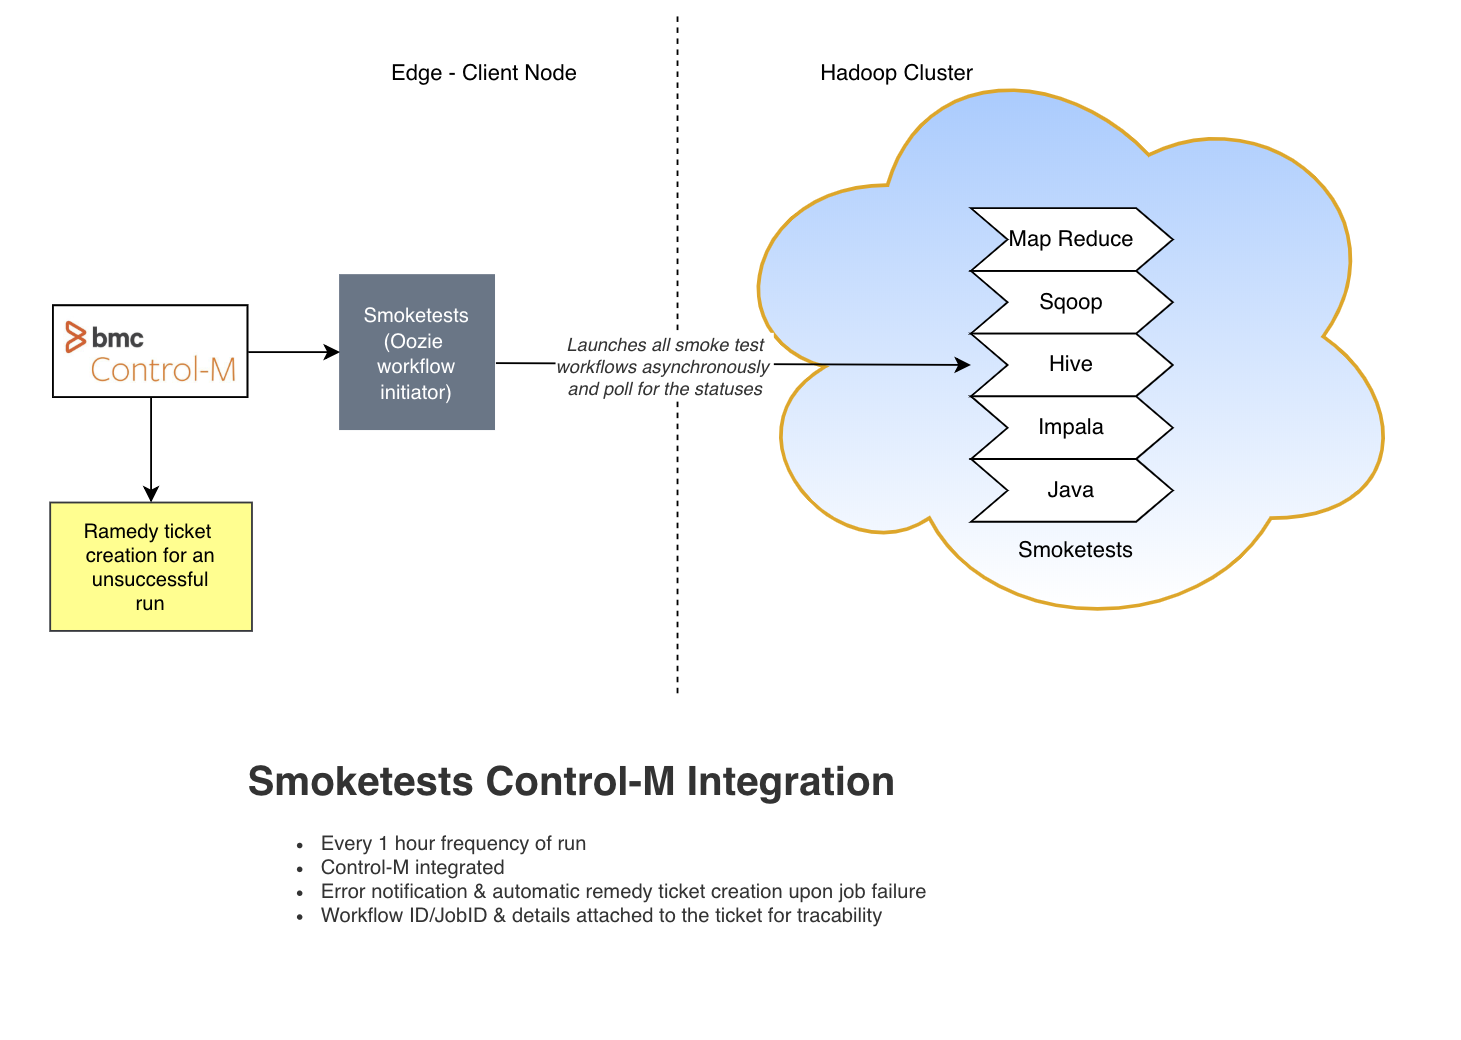 Edge - Client Node
Hadoop Cluster
bmc
Control-M
Smoketests
(Oozie
workflow
initiator)
Launches all smoke test
workflows asynchronously
and poll for the statuses
Map Reduce
Sqoop
Hive
Impala
Java
Smoketests
Ramedy ticket
creation for an
unsuccessful
run
Smoketests Control-M Integration
• Every 1 hour frequency of run
• Control-M integrated
• Error notification & automatic remedy ticket creation upon job failure
• Workflow ID/JobID & details attached to the ticket for tracability